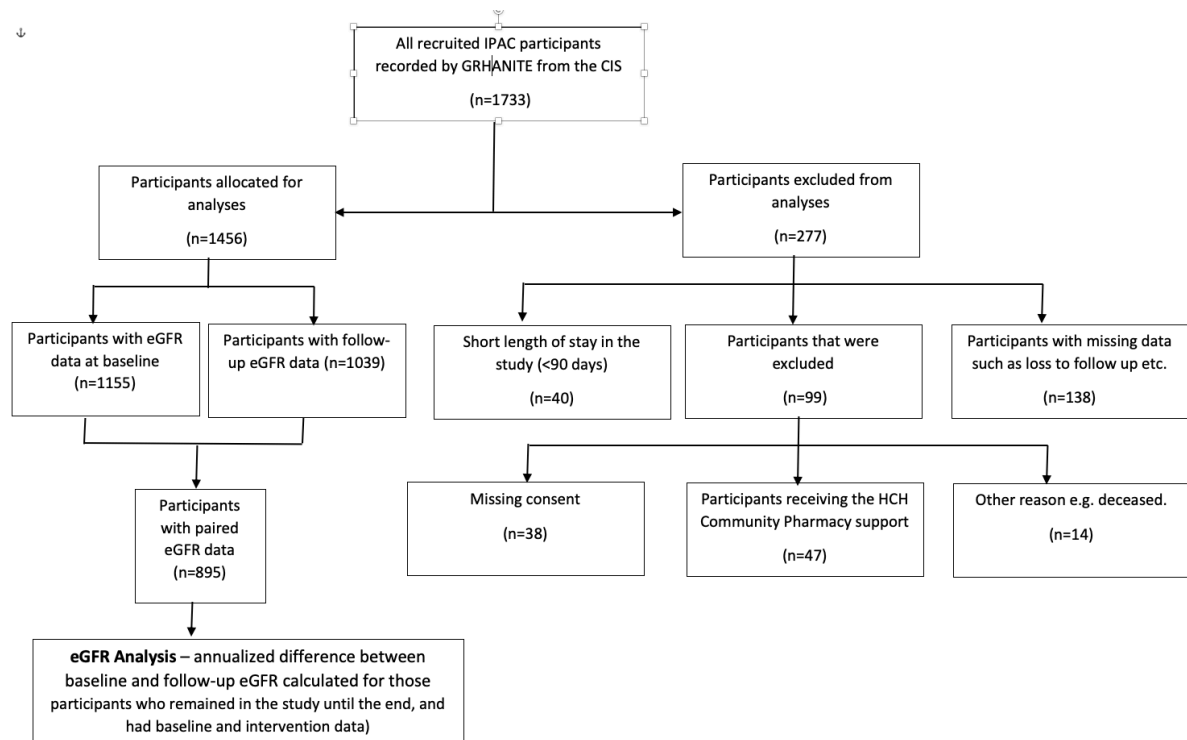 All recruited IPAC participants
recorded by GRHANITE from the CIS
(n=1733)
Participants allocated for
analyses
(n=1456)
Participants excluded from
analyses
(n=277)
Participants with eGFR
data at baseline
(n=1155)
Participants with follow-
up eGFR data (n=1039)
Short length of stay in the
study (<90 days)
(n=40)
Participants that were
excluded
(n=99)
Participants with missing data
such as loss to follow up etc.
(n=138)
Participants
with paired
eGFR data
(n=895)
Missing consent
(n=38)
Participants receiving the HCH
Community Pharmacy support
(n=47)
Other reason e.g. deceased.
(n=14)
eGFR Analysis – annualized difference between
baseline and follow-up eGFR calculated for those
participants who remained in the study until the end, and
had baseline and intervention data)